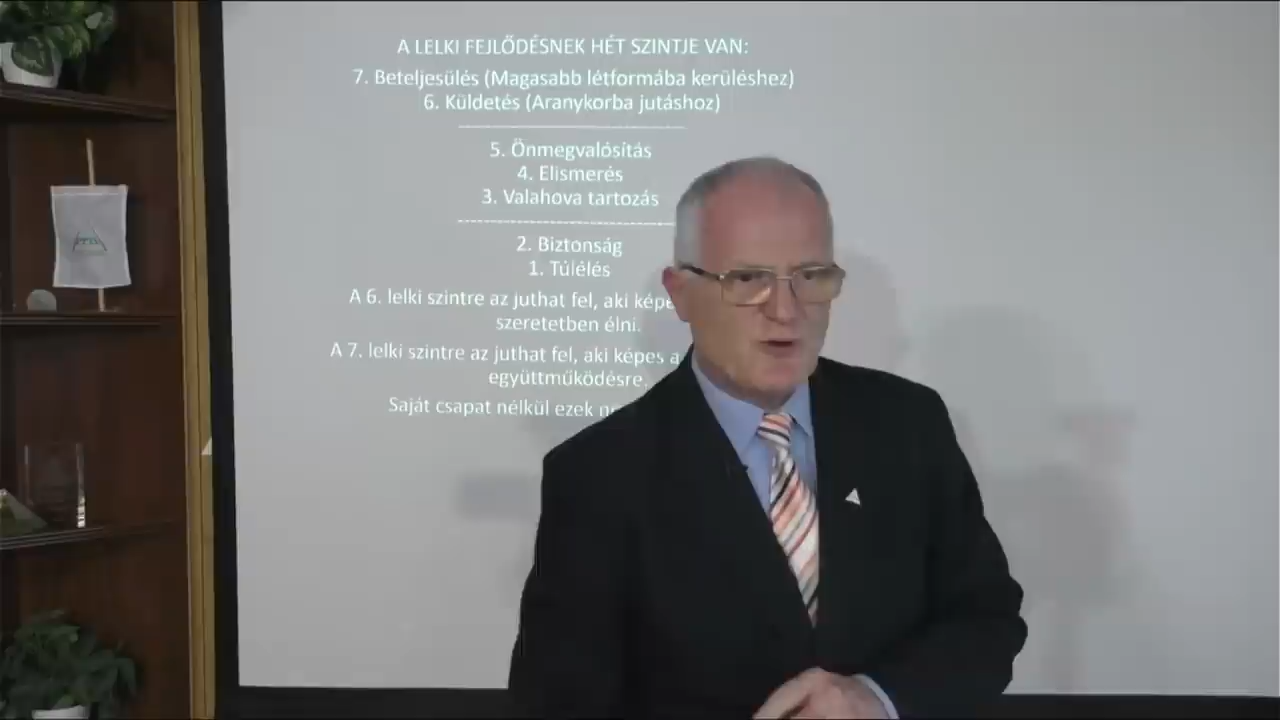 A LELKI FEJLŐDÉSNEK HÉT SZINTJE VAN:
7. Beteljesülés (Magasabb létformába kerüléshez)
6. Küldetés (Aranykorba jutáshoz)
5. Önmegvalósítás
4. Elismerés
3. Valahova tartozás
2. Biztonság
1. Túlélés
A 6. lelki szintre az juthat fel, aki képe
szeretetben élni.
A 7. lelki szintre az juthat fel, aki képes a
együttműködésre.
Saját csapat nélkül ezek